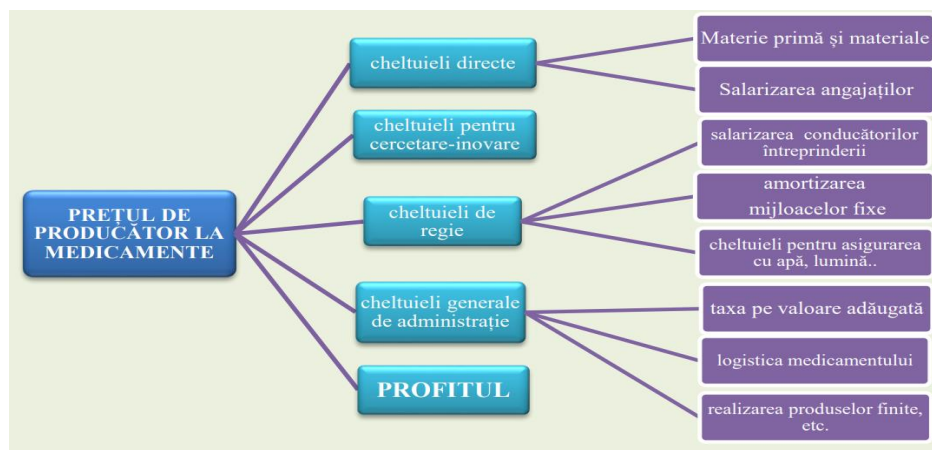 PREȚUL DE
PRODUCĂTOR LA
MEDICAMENTE
cheltuieli directe
Materie primă și materiale
Salarizarea angajaților
cheltuieli pentru
cercetare-inovare
cheltuieli de
regie
salarizarea conducătorilor
întreprinderii
amortizarea
mijloacelor fixe
cheltuieli pentru asigurarea
cu apă, lumină..
cheltuieli generale
de administrație
taxa pe valoare adăugată
logistica medicamentului
realizarea produselor finite,
etc.
PROFITUL